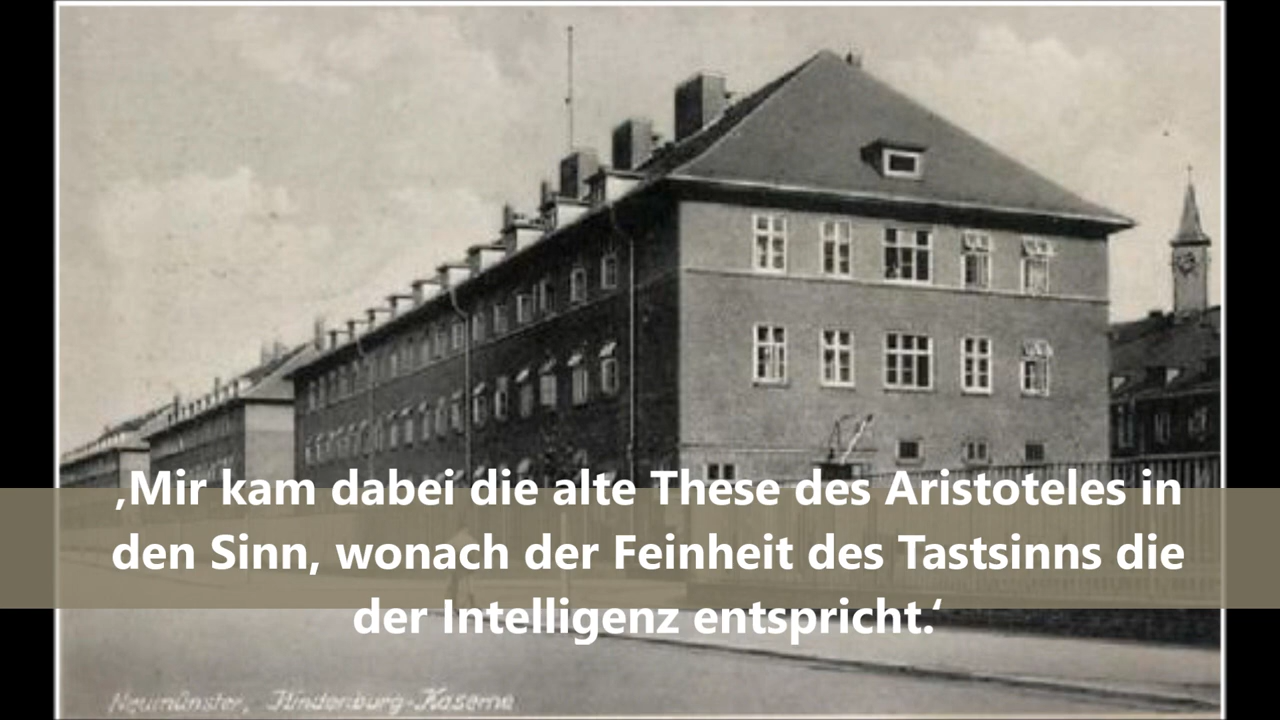 ‚Mir kam dabei die alte These des Aristoteles in
den Sinn, wonach der Feinheit des Tastsinns die
der Intelligenz entspricht.‘
Neumünster, Hindenburg-Kaserne